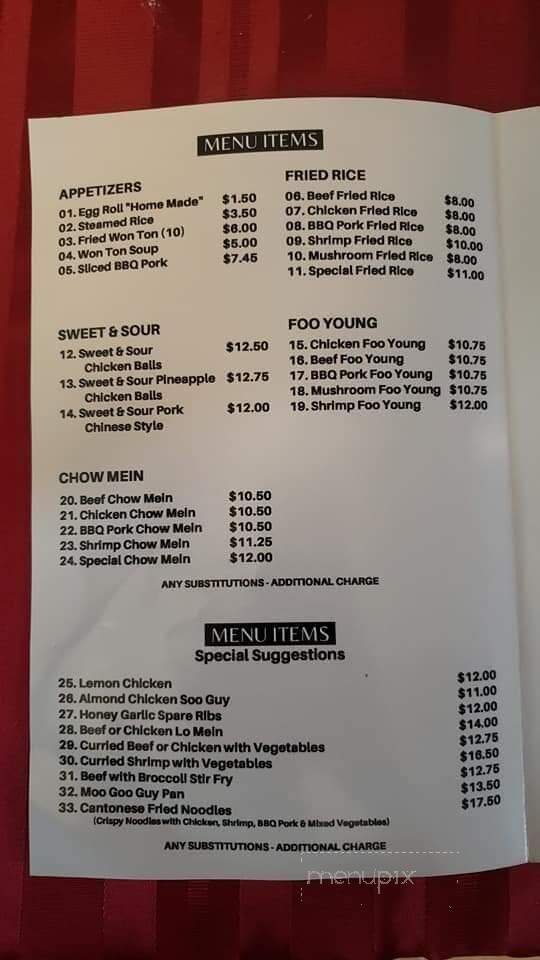 MENU ITEMS
APPETIZERS
01. Egg Roll "Home Made" $1.50
02. Steamed Rice $3.50
03. Fried Won Ton (10) $6.00
04. Won Ton Soup $5.00
05. Sliced BBQ Pork $7.45
FRIED RICE
06. Beef Fried Rice $8.00
07. Chicken Fried Rice $8.00
08. BBQ Pork Fried Rice $8.00
09. Shrimp Fried Rice $10.00
10. Mushroom Fried Rice $8.00
11. Special Fried Rice $11.00
SWEET & SOUR
12. Sweet & Sour $12.50
Chicken Balls
13. Sweet & Sour Pineapple $12.75
Chicken Balls
14. Sweet & Sour Pork $12.00
Chinese Style
FOO YOUNG
15. Chicken Foo Young $10.75
16. Beef Foo Young $10.75
17. BBQ Pork Foo Young $10.75
18. Mushroom Foo Young $10.75
19. Shrimp Foo Young $12.00
CHOW MEIN
20. Beef Chow Mein $10.50
21. Chicken Chow Mein $10.50
22. BBQ Pork Chow Mein $10.50
23. Shrimp Chow Mein $11.25
24. Special Chow Mein $12.00
ANY SUBSTITUTIONS - ADDITIONAL CHARGE
MENU ITEMS
Special Suggestions
25. Lemon Chicken $12.00
26. Almond Chicken Soo Guy $11.00
27. Honey Garlic Spare Ribs $12.00
28. Beef or Chicken Lo Mein $14.00
29. Curried Beef or Chicken with Vegetables $12.75
30. Curried Shrimp with Vegetables $16.50
31. Beef with Broccoli Stir Fry $12.75
32. Moo Goo Guy Pan $13.50
33. Cantonese Fried Noodles $17.50
(Crispy Noodles with Chicken, Shrimp, BBQ Pork & Mixed Vegetables)
ANY SUBSTITUTIONS - ADDITIONAL CHARGE
menupix